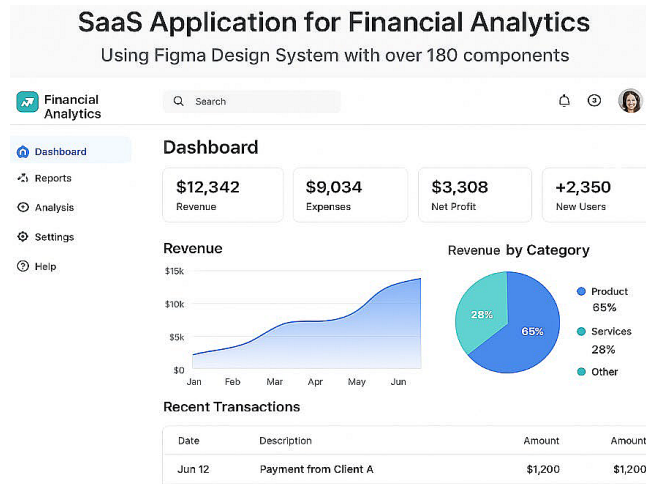 SaaS Application for Financial Analytics
Using Figma Design System with over 180 components
Financial
Analytics
Search
3
Dashboard
Reports
Analysis
Settings
Help
Dashboard
$12,342
Revenue
$9,034
Expenses
$3,308
Net Profit
+2,350
New Users
Revenue
$15k
$10k
$5k
$0
Jan Feb Mar Apr May Jun
Revenue by Category
28%
65%
Product
65%
Services
28%
Other
Recent Transactions
Date Description Amount Amount
Jun 12 Payment from Client A $1,200 $1,200